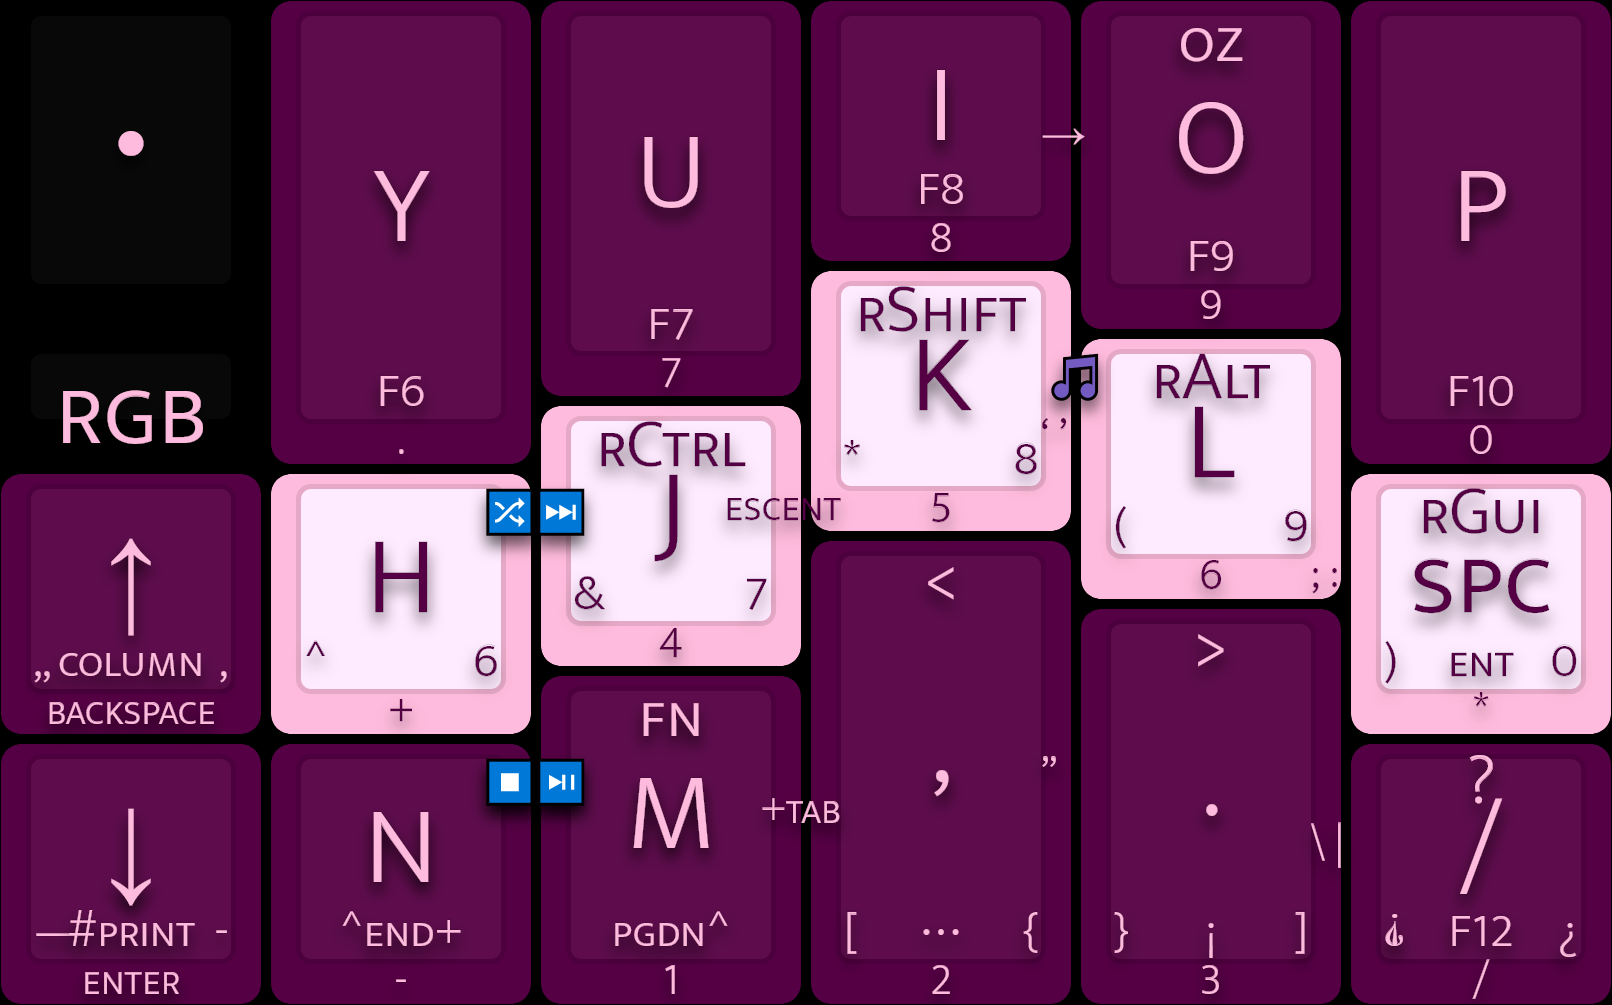 •
RGB
Y
F6
.
U
F7
7
I
F8
8
→
OZ
O
F9
9
P
F10
0
↑
„ COLUMN ‚
BACKSPACE
H
^ 6
+
RCTRL
J
ESCENT
& 7
4
RSHIFT
K
‘ ’
* 8
5
RALT
L
( 9
6 ; :
RGUI
SPC
) ENT 0
*
↓
—#PRINT -
ENTER
N
^END+
-
FN
M
+TAB
PGDN^
1
<
,
”
[ … {
2
>
.
\ |
} ¡ ]
3
?
/
F12 ¿
/